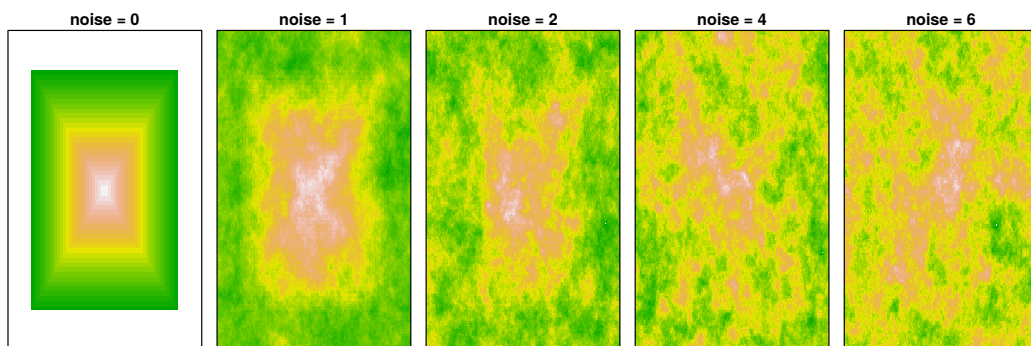 noise = 0
noise = 1
noise = 2
noise = 4
noise = 6